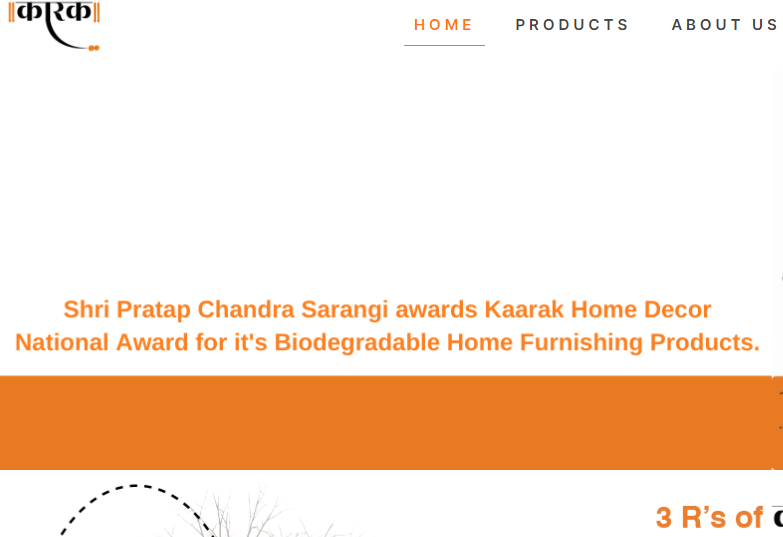 ॥कारक॥
HOME PRODUCTS ABOUT US
Shri Pratap Chandra Sarangi awards Kaarak Home Decor
National Award for it's Biodegradable Home Furnishing Products.
3 R's of